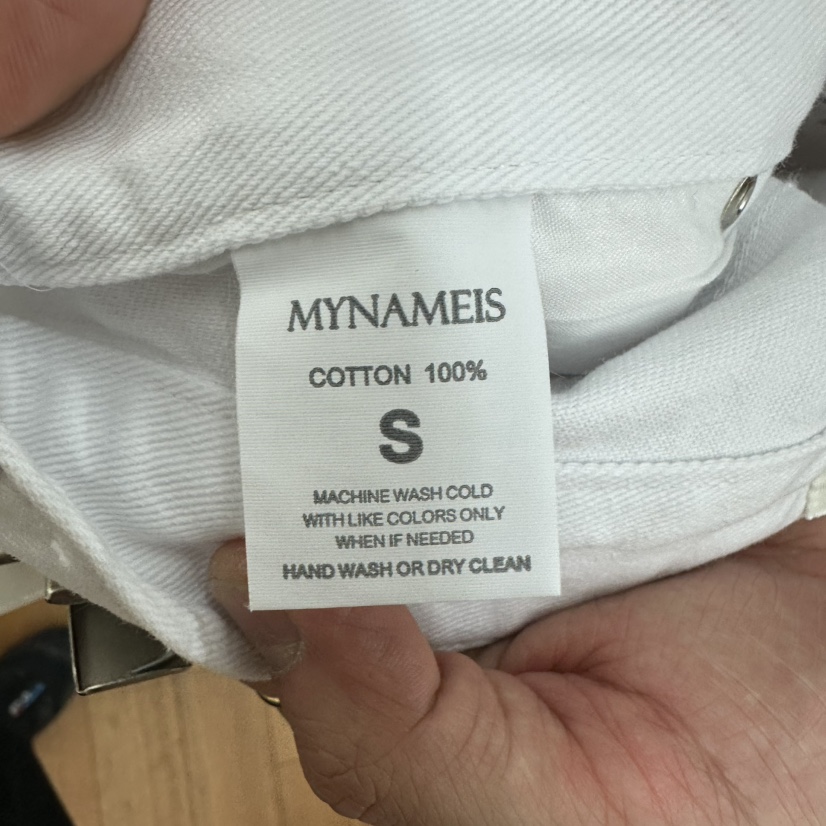 MYNAMEIS
COTTON 100%
S
MACHINE WASH COLD
WITH LIKE COLORS ONLY
WHEN IF NEEDED
HAND WASH OR DRY CLEAN